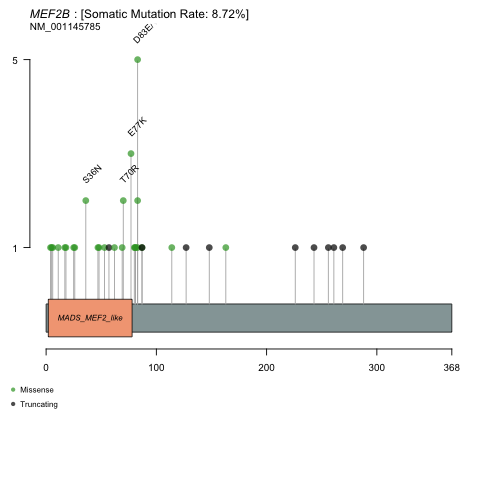 MEF2B : [Somatic Mutation Rate: 8.72%]
NM_001145785
D83E/
5
E77K
S36N
T70R
1
MADS_MEF2_like
0 100 200 300 368
Missense
Truncating